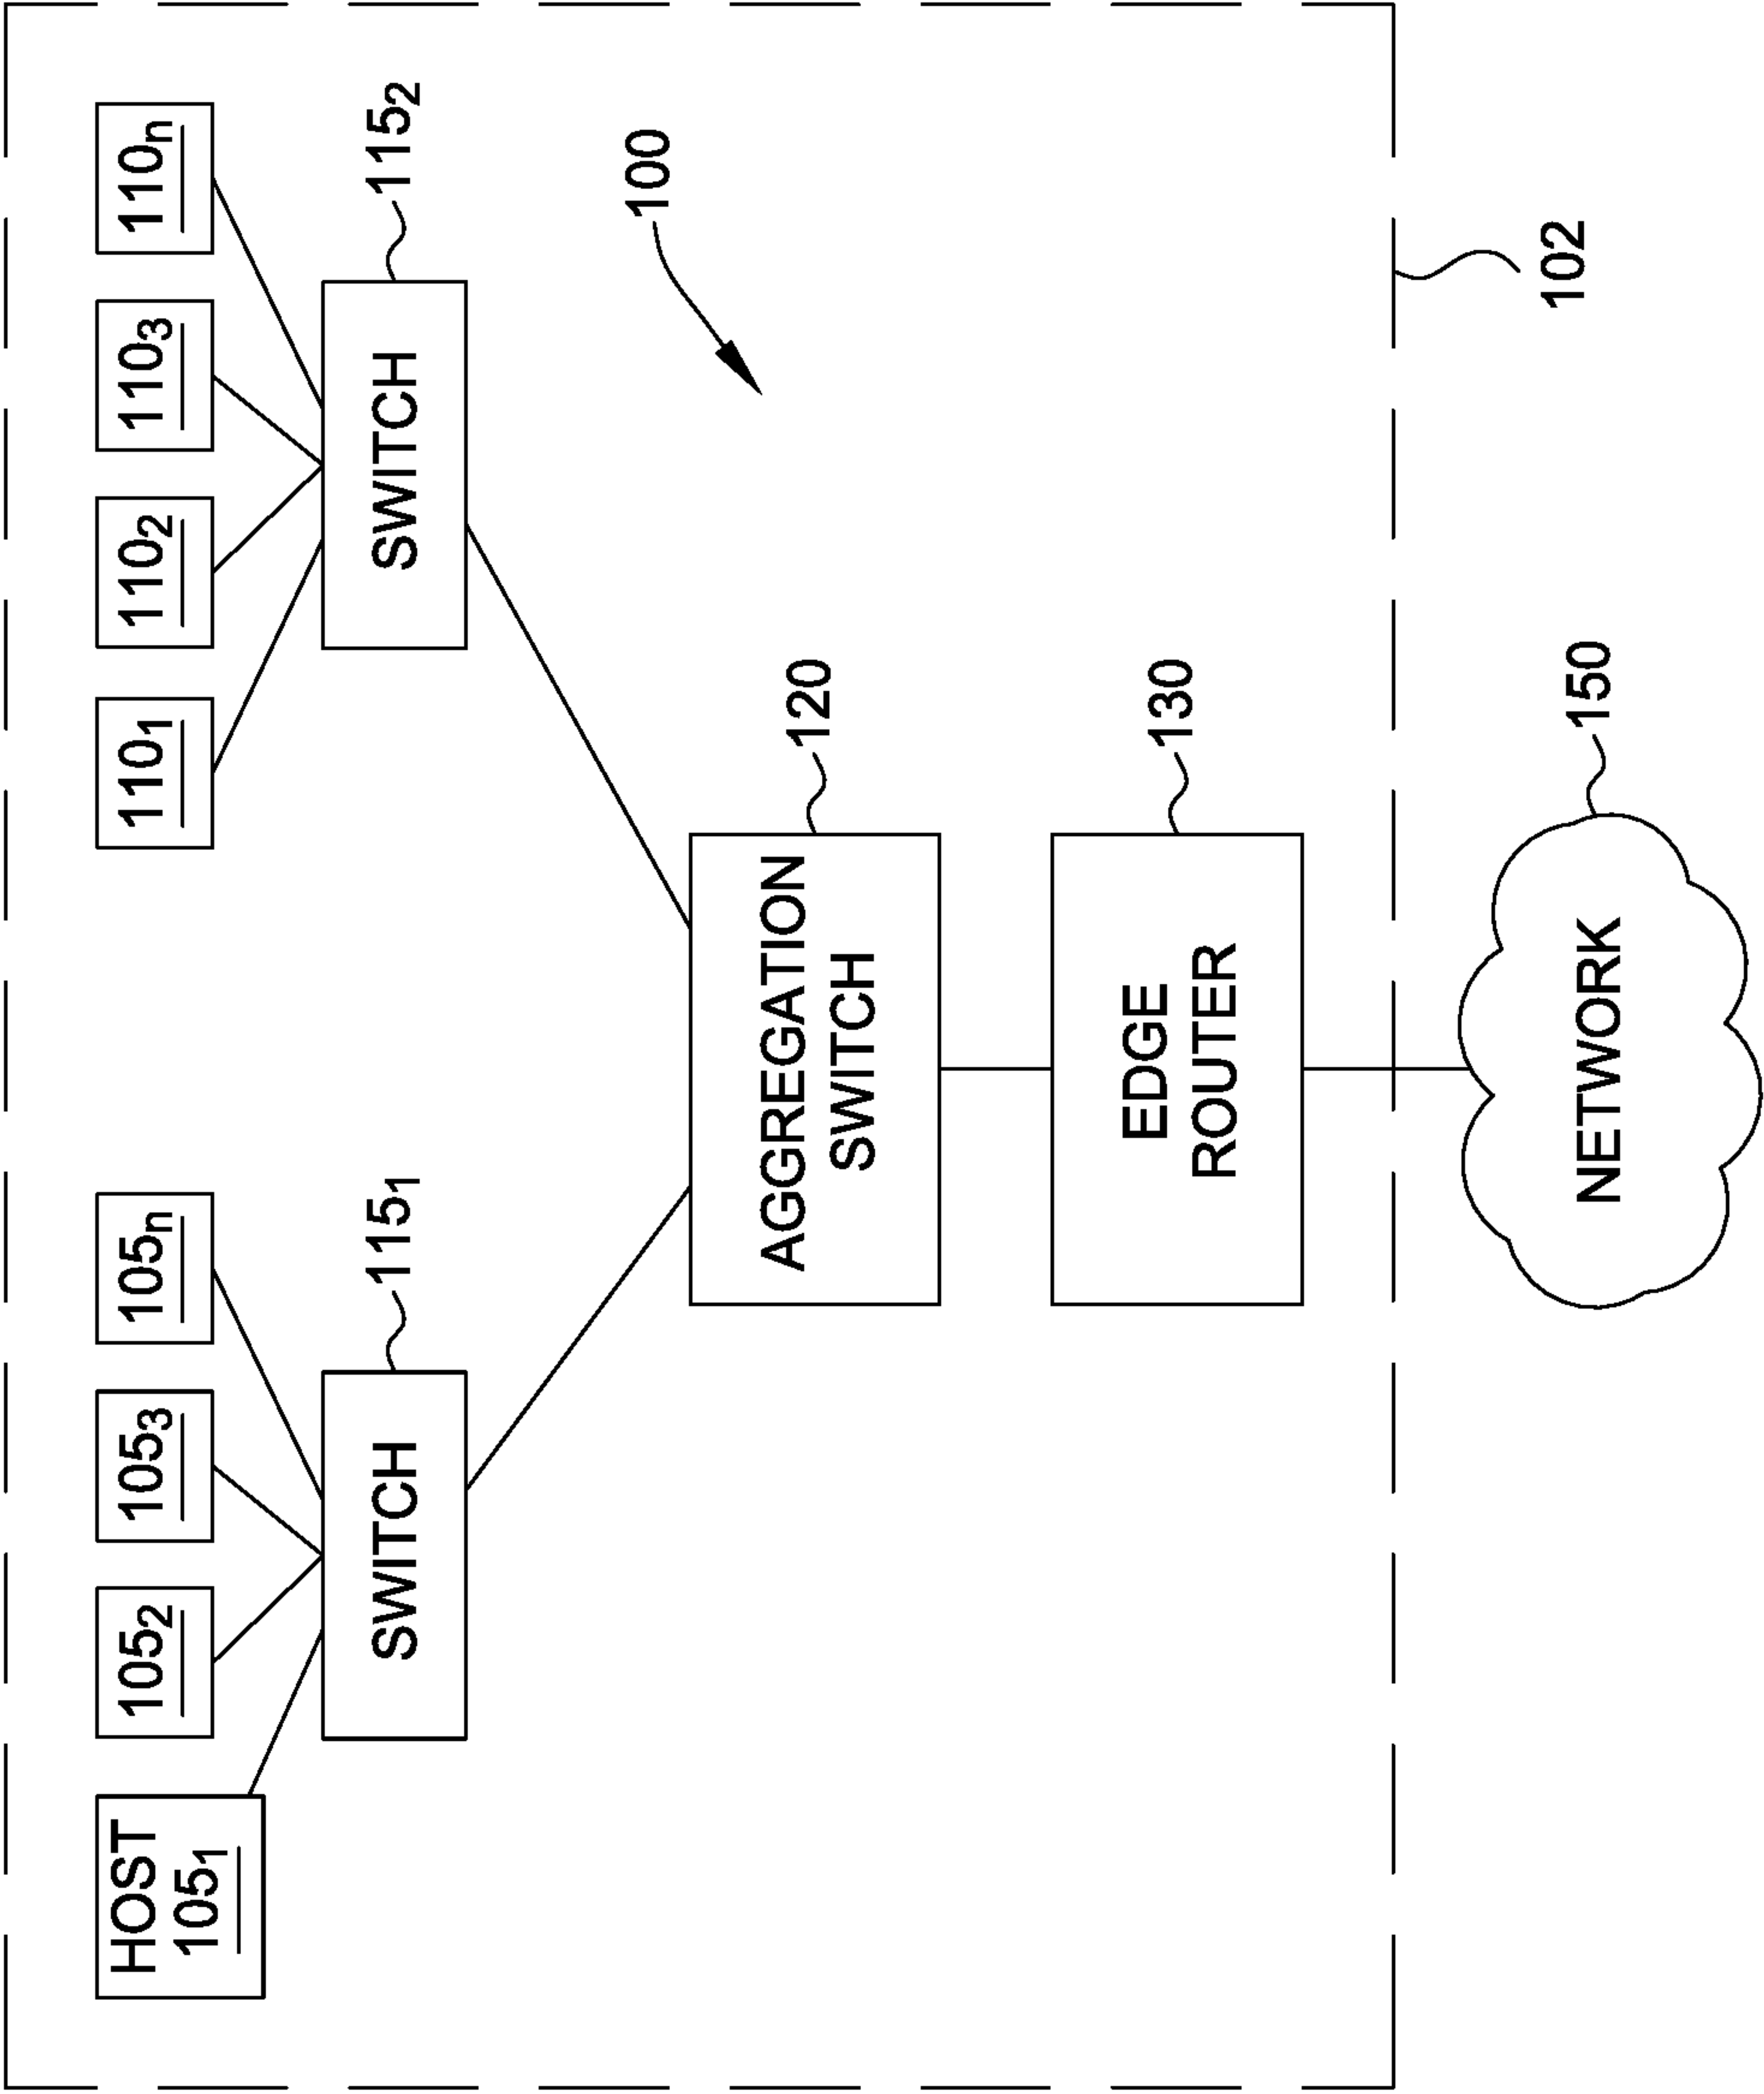 HOST
105₁
105₂
105₃
105ₙ
110₁
110₂
110₃
110ₙ
SWITCH
115₁
SWITCH
115₂
100
AGGREGATION
SWITCH
120
EDGE
ROUTER
130
102
NETWORK
150